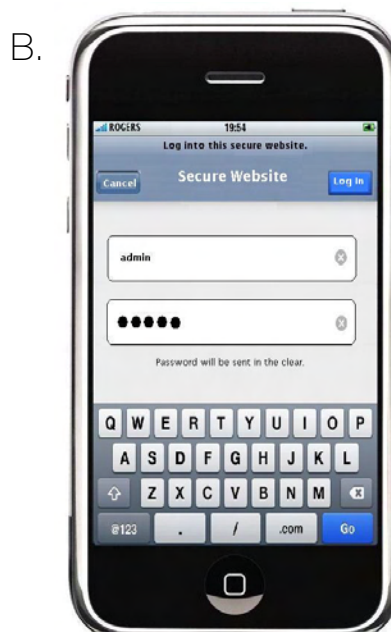 B.
ROGERS 19:54
Log into this secure website.
Cancel Secure Website Log In
admin
●●●●●
Password will be sent in the clear.
Q W E R T Y U I O P
A S D F G H J K L
Z X C V B N M
@123 . / .com Go